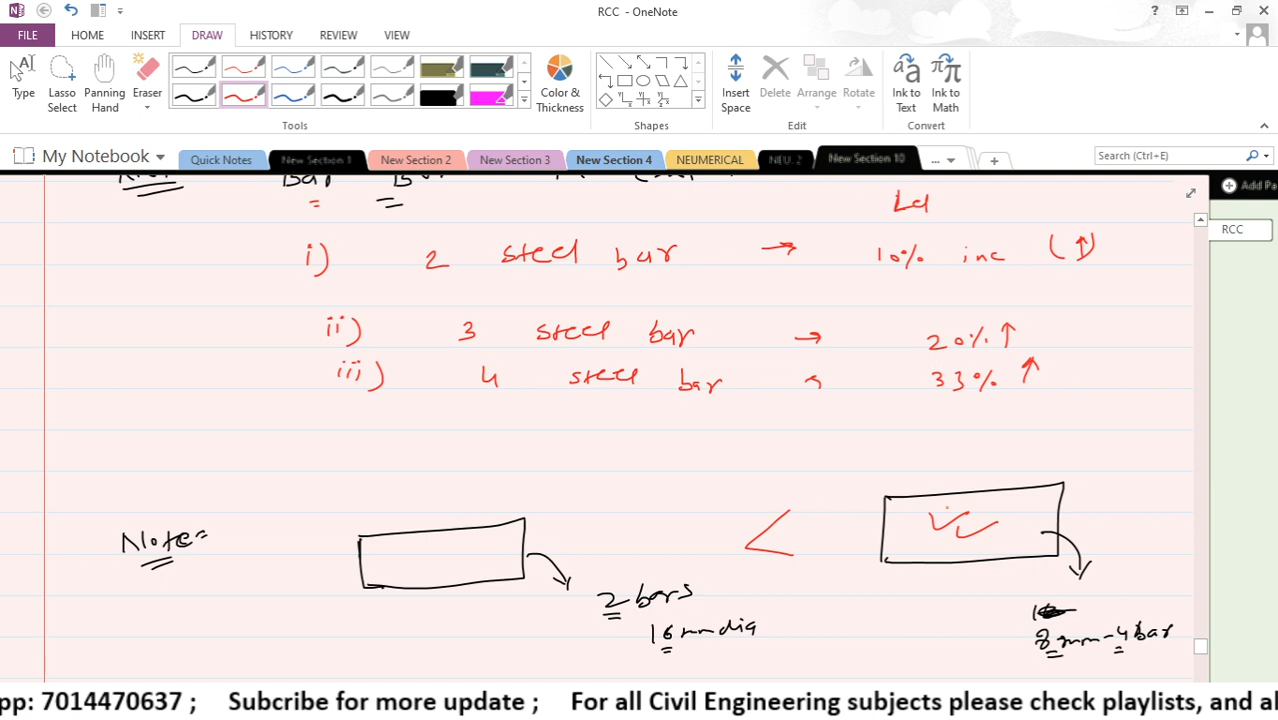 RCC - OneNote
FILE HOME INSERT DRAW HISTORY REVIEW VIEW
Type
Lasso Select
Panning Hand
Eraser
Color & Thickness
Insert Space
Delete
Arrange
Rotate
Ink to Text
Ink to Math
Tools
Shapes
Edit
Convert
My Notebook
Quick Notes New Section 1 New Section 2 New Section 3 New Section 4 NEUMERICAL NEU. 2 New Section 10 ...
Search (Ctrl+E)
Add Pa
RCC
Bar
Ld
i) 2 steel bar → 10% inc (↑)
ii) 3 steel bar → 20% ↑
iii) 4 steel bar 33% ↑
Note=
<
2 bars
16 mm dia
8 mm - 4 bar
pp: 7014470637 ; Subcribe for more update ; For all Civil Engineering subjects please check playlists, and al